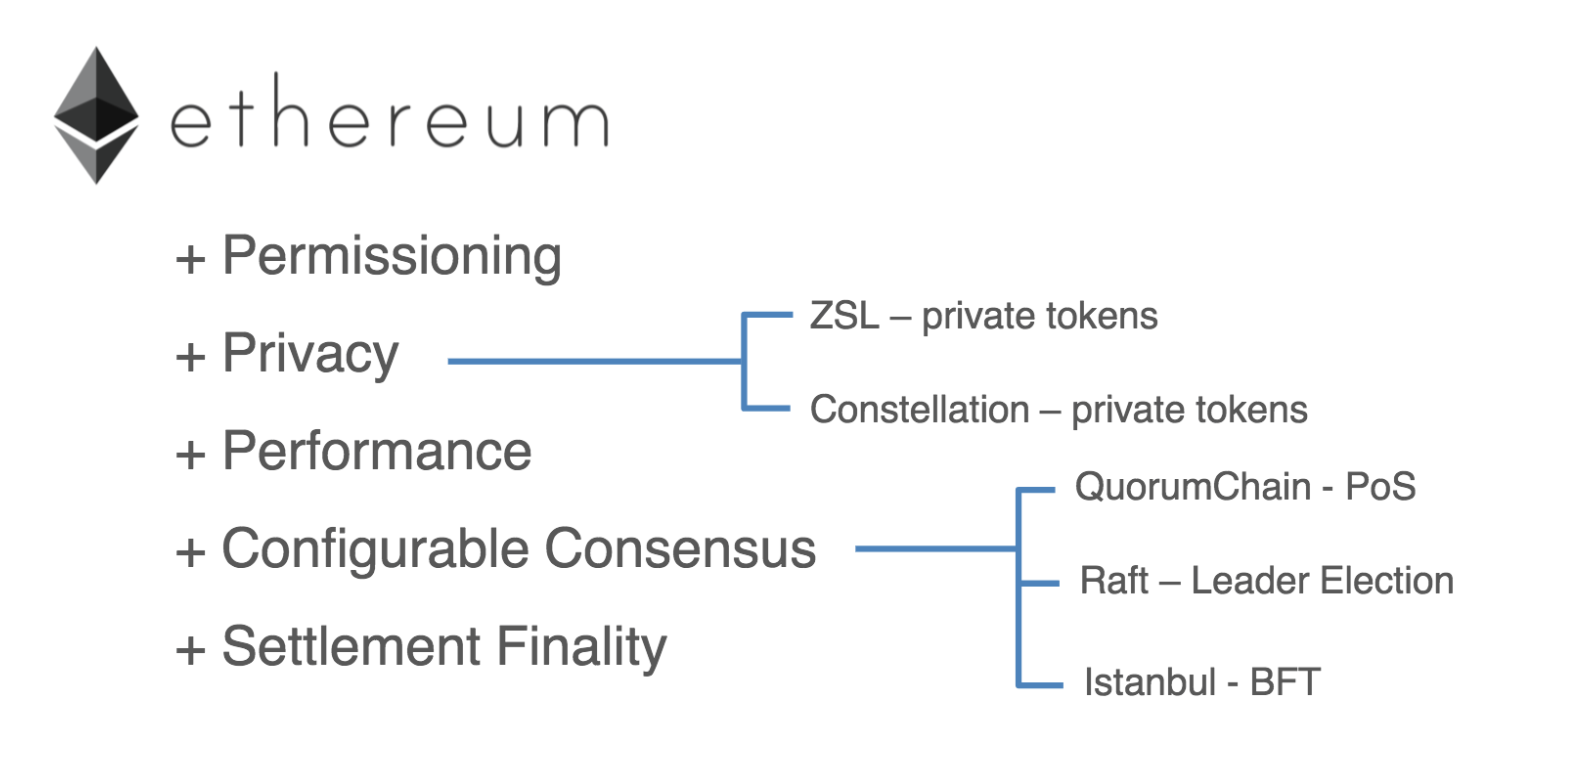 ethereum
+ Permissioning
+ Privacy
ZSL – private tokens
Constellation – private tokens
+ Performance
+ Configurable Consensus
QuorumChain - PoS
Raft – Leader Election
Istanbul - BFT
+ Settlement Finality